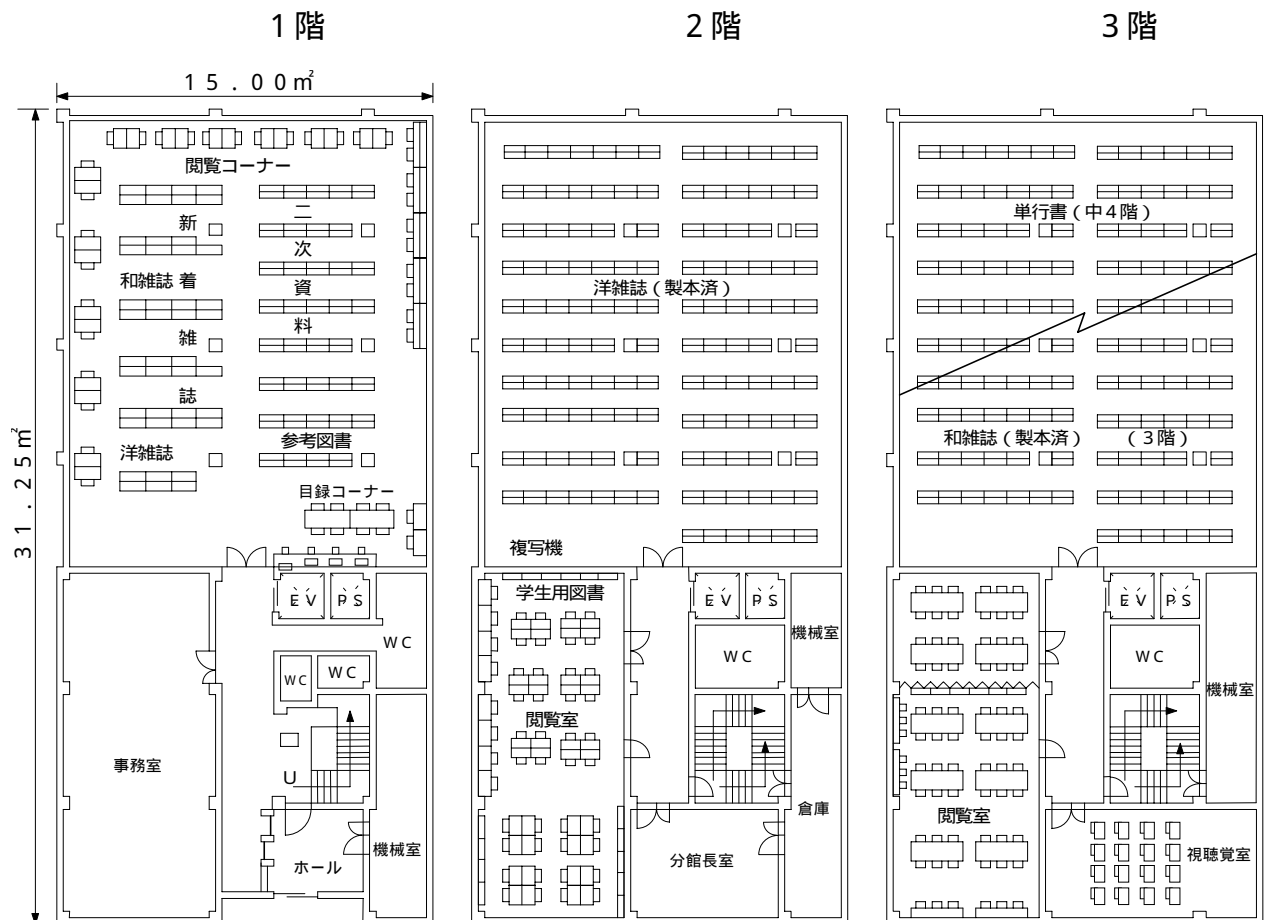 1階
2階
3階
15.00㎡
31.25㎡
閲覧コーナー
新
着
雑
誌
和雑誌
洋雑誌
二
次
資
料
参考図書
目録コーナー
EV
PS
WC
WC
WC
事務室
U
ホール
機械室
洋雑誌(製本済)
複写機
学生用図書
EV
PS
WC
機械室
閲覧室
倉庫
分館長室
単行書(中4階)
和雑誌(製本済)
(3階)
EV
PS
WC
機械室
閲覧室
視聴覚室